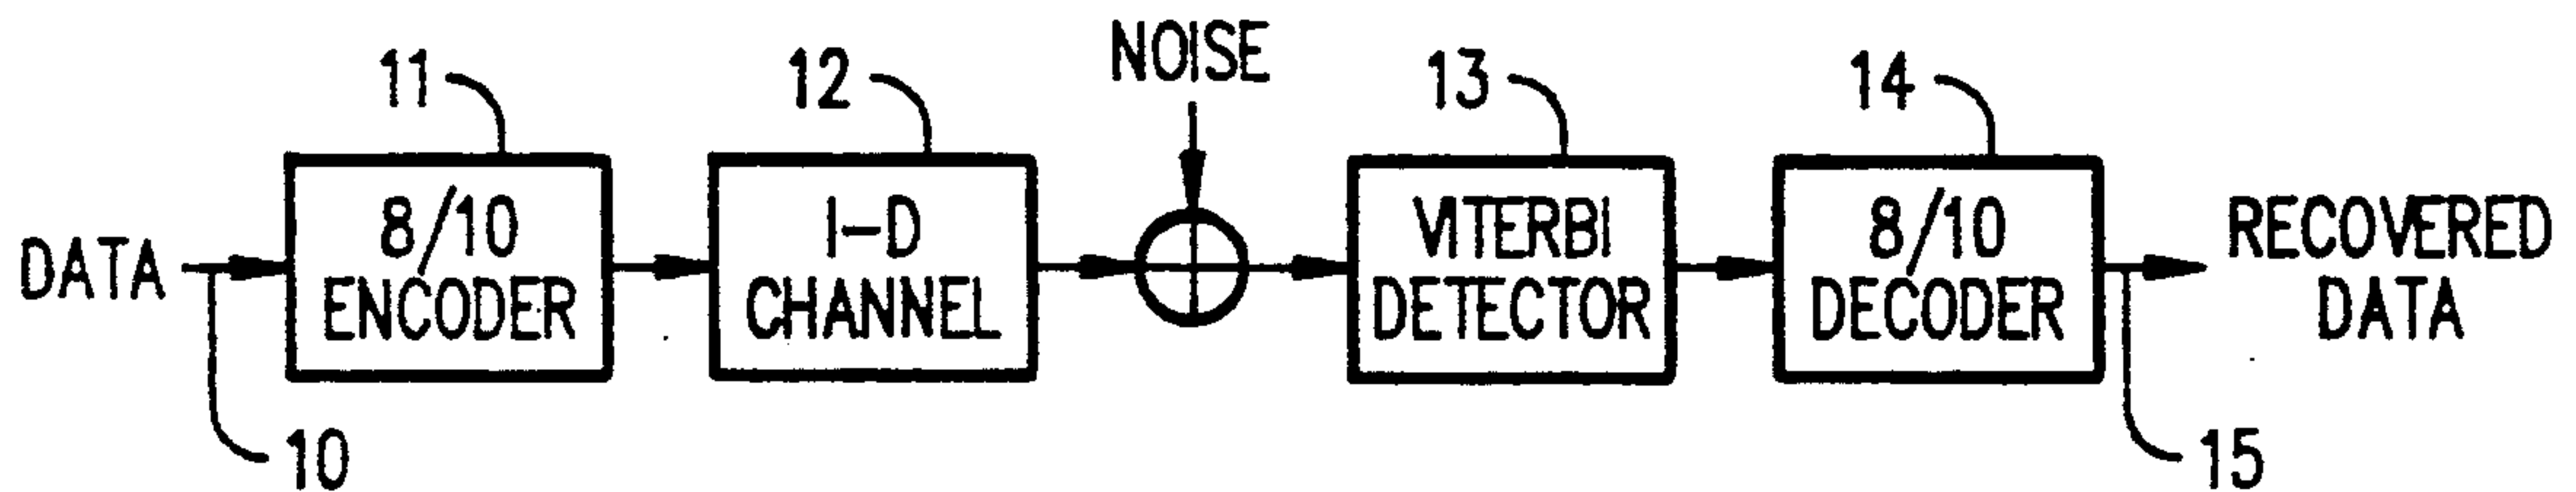 11
12
NOISE
13
14
DATA
8/10
ENCODER
I-D
CHANNEL
VITERBI
DETECTOR
8/10
DECODER
RECOVERED
DATA
10
15